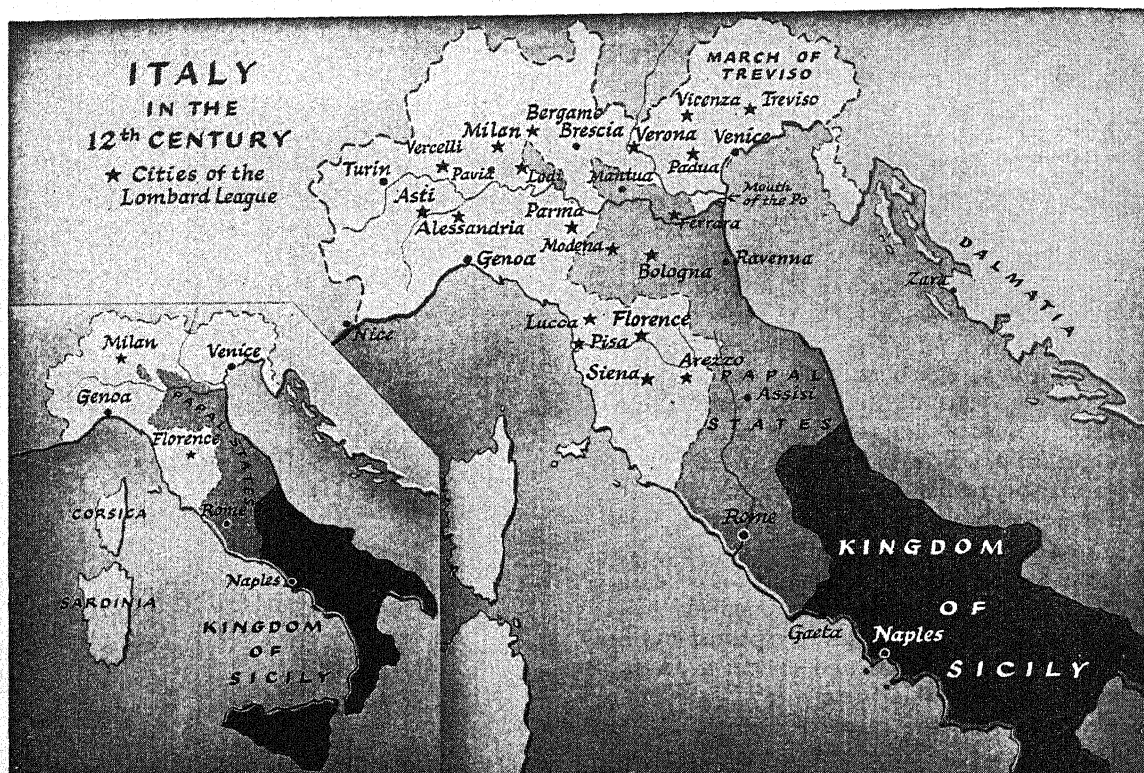 ITALY
IN THE
12th CENTURY
★ Cities of the
Lombard League
MARCH OF
TREVISO
Vicenza
Treviso
Bergamo
Milan
Brescia
Verona
Venice
Vercelli
Turin
Pavia
Lodi
Mantua
Padua
Mouth
of the Po
Asti
Alessandria
Parma
Ferrara
Modena
Genoa
Bologna
Ravenna
DALMATIA
Zara
Nice
Lucca
Florence
Pisa
Arezzo
Siena
PAPAL
STATES
Assisi
Rome
KINGDOM
OF
SICILY
Gaeta
Naples
Milan
Venice
Genoa
PAPAL STATES
Florence
CORSICA
Rome
SARDINIA
Naples
KINGDOM
OF
SICILY